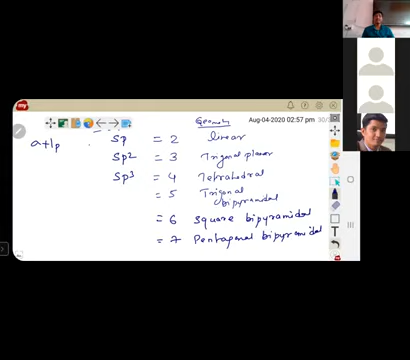 my
Aug-04-2020 02:57 pm
Geometry
a+lp . sp = 2 linear
sp2 = 3 Trigonal planar
sp3 = 4 Tetrahedral
= 5 Trigonal
bipyramidal
= 6 square bipyramidal
= 7 Pentagonal bipyramidal